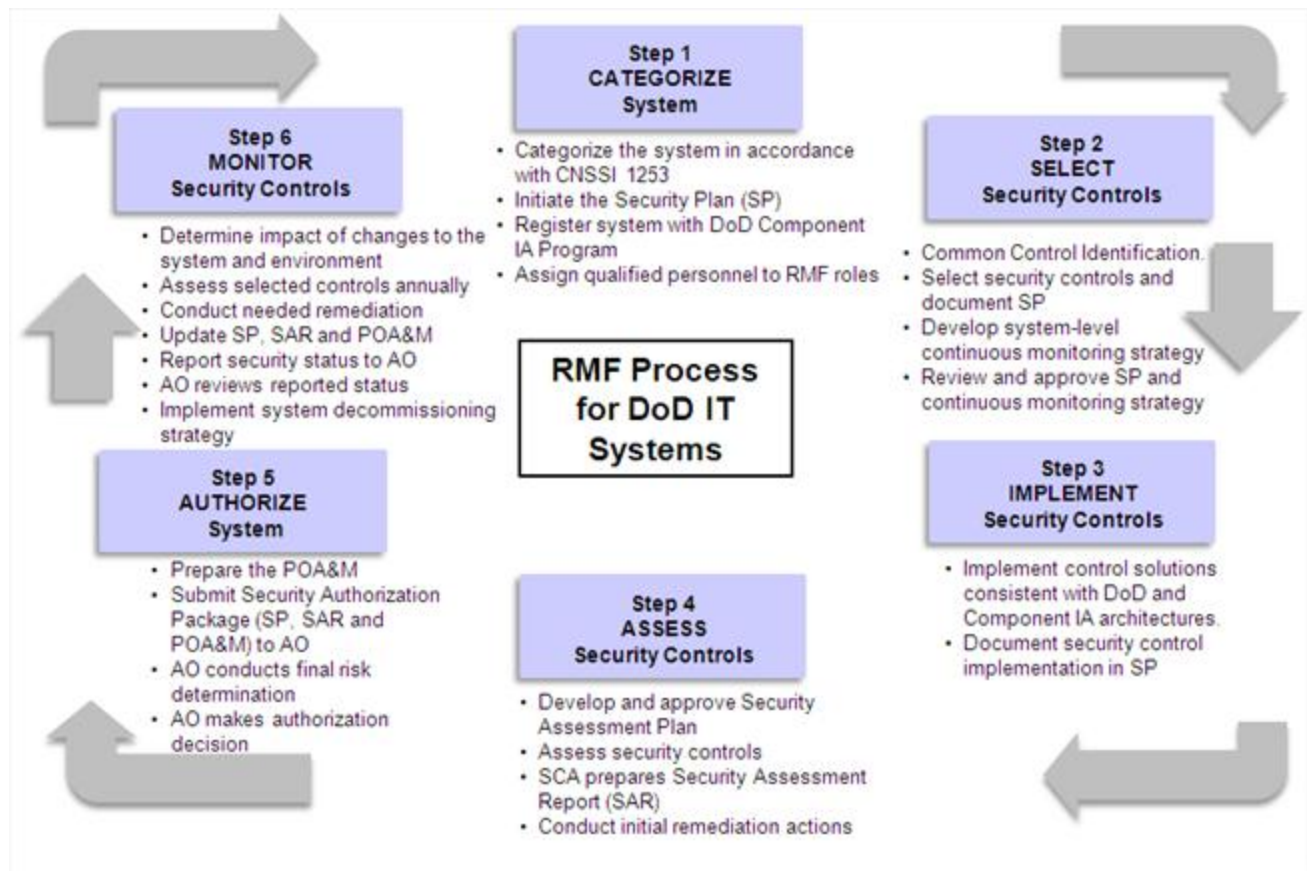 Step 1
CATEGORIZE
System
• Categorize the system in accordance
with CNSSI 1253
• Initiate the Security Plan (SP)
• Register system with DoD Component
IA Program
• Assign qualified personnel to RMF roles
Step 2
SELECT
Security Controls
• Common Control Identification.
• Select security controls and
document SP
• Develop system-level
continuous monitoring strategy
• Review and approve SP and
continuous monitoring strategy
Step 3
IMPLEMENT
Security Controls
• Implement control solutions
consistent with DoD and
Component IA architectures.
• Document security control
implementation in SP
Step 4
ASSESS
Security Controls
• Develop and approve Security
Assessment Plan
• Assess security controls
• SCA prepares Security Assessment
Report (SAR)
• Conduct initial remediation actions
Step 5
AUTHORIZE
System
• Prepare the POA&M
• Submit Security Authorization
Package (SP, SAR and
POA&M) to AO
• AO conducts final risk
determination
• AO makes authorization
decision
Step 6
MONITOR
Security Controls
• Determine impact of changes to the
system and environment
• Assess selected controls annually
• Conduct needed remediation
• Update SP, SAR and POA&M
• Report security status to AO
• AO reviews reported status
• Implement system decommissioning
strategy
RMF Process
for DoD IT
Systems